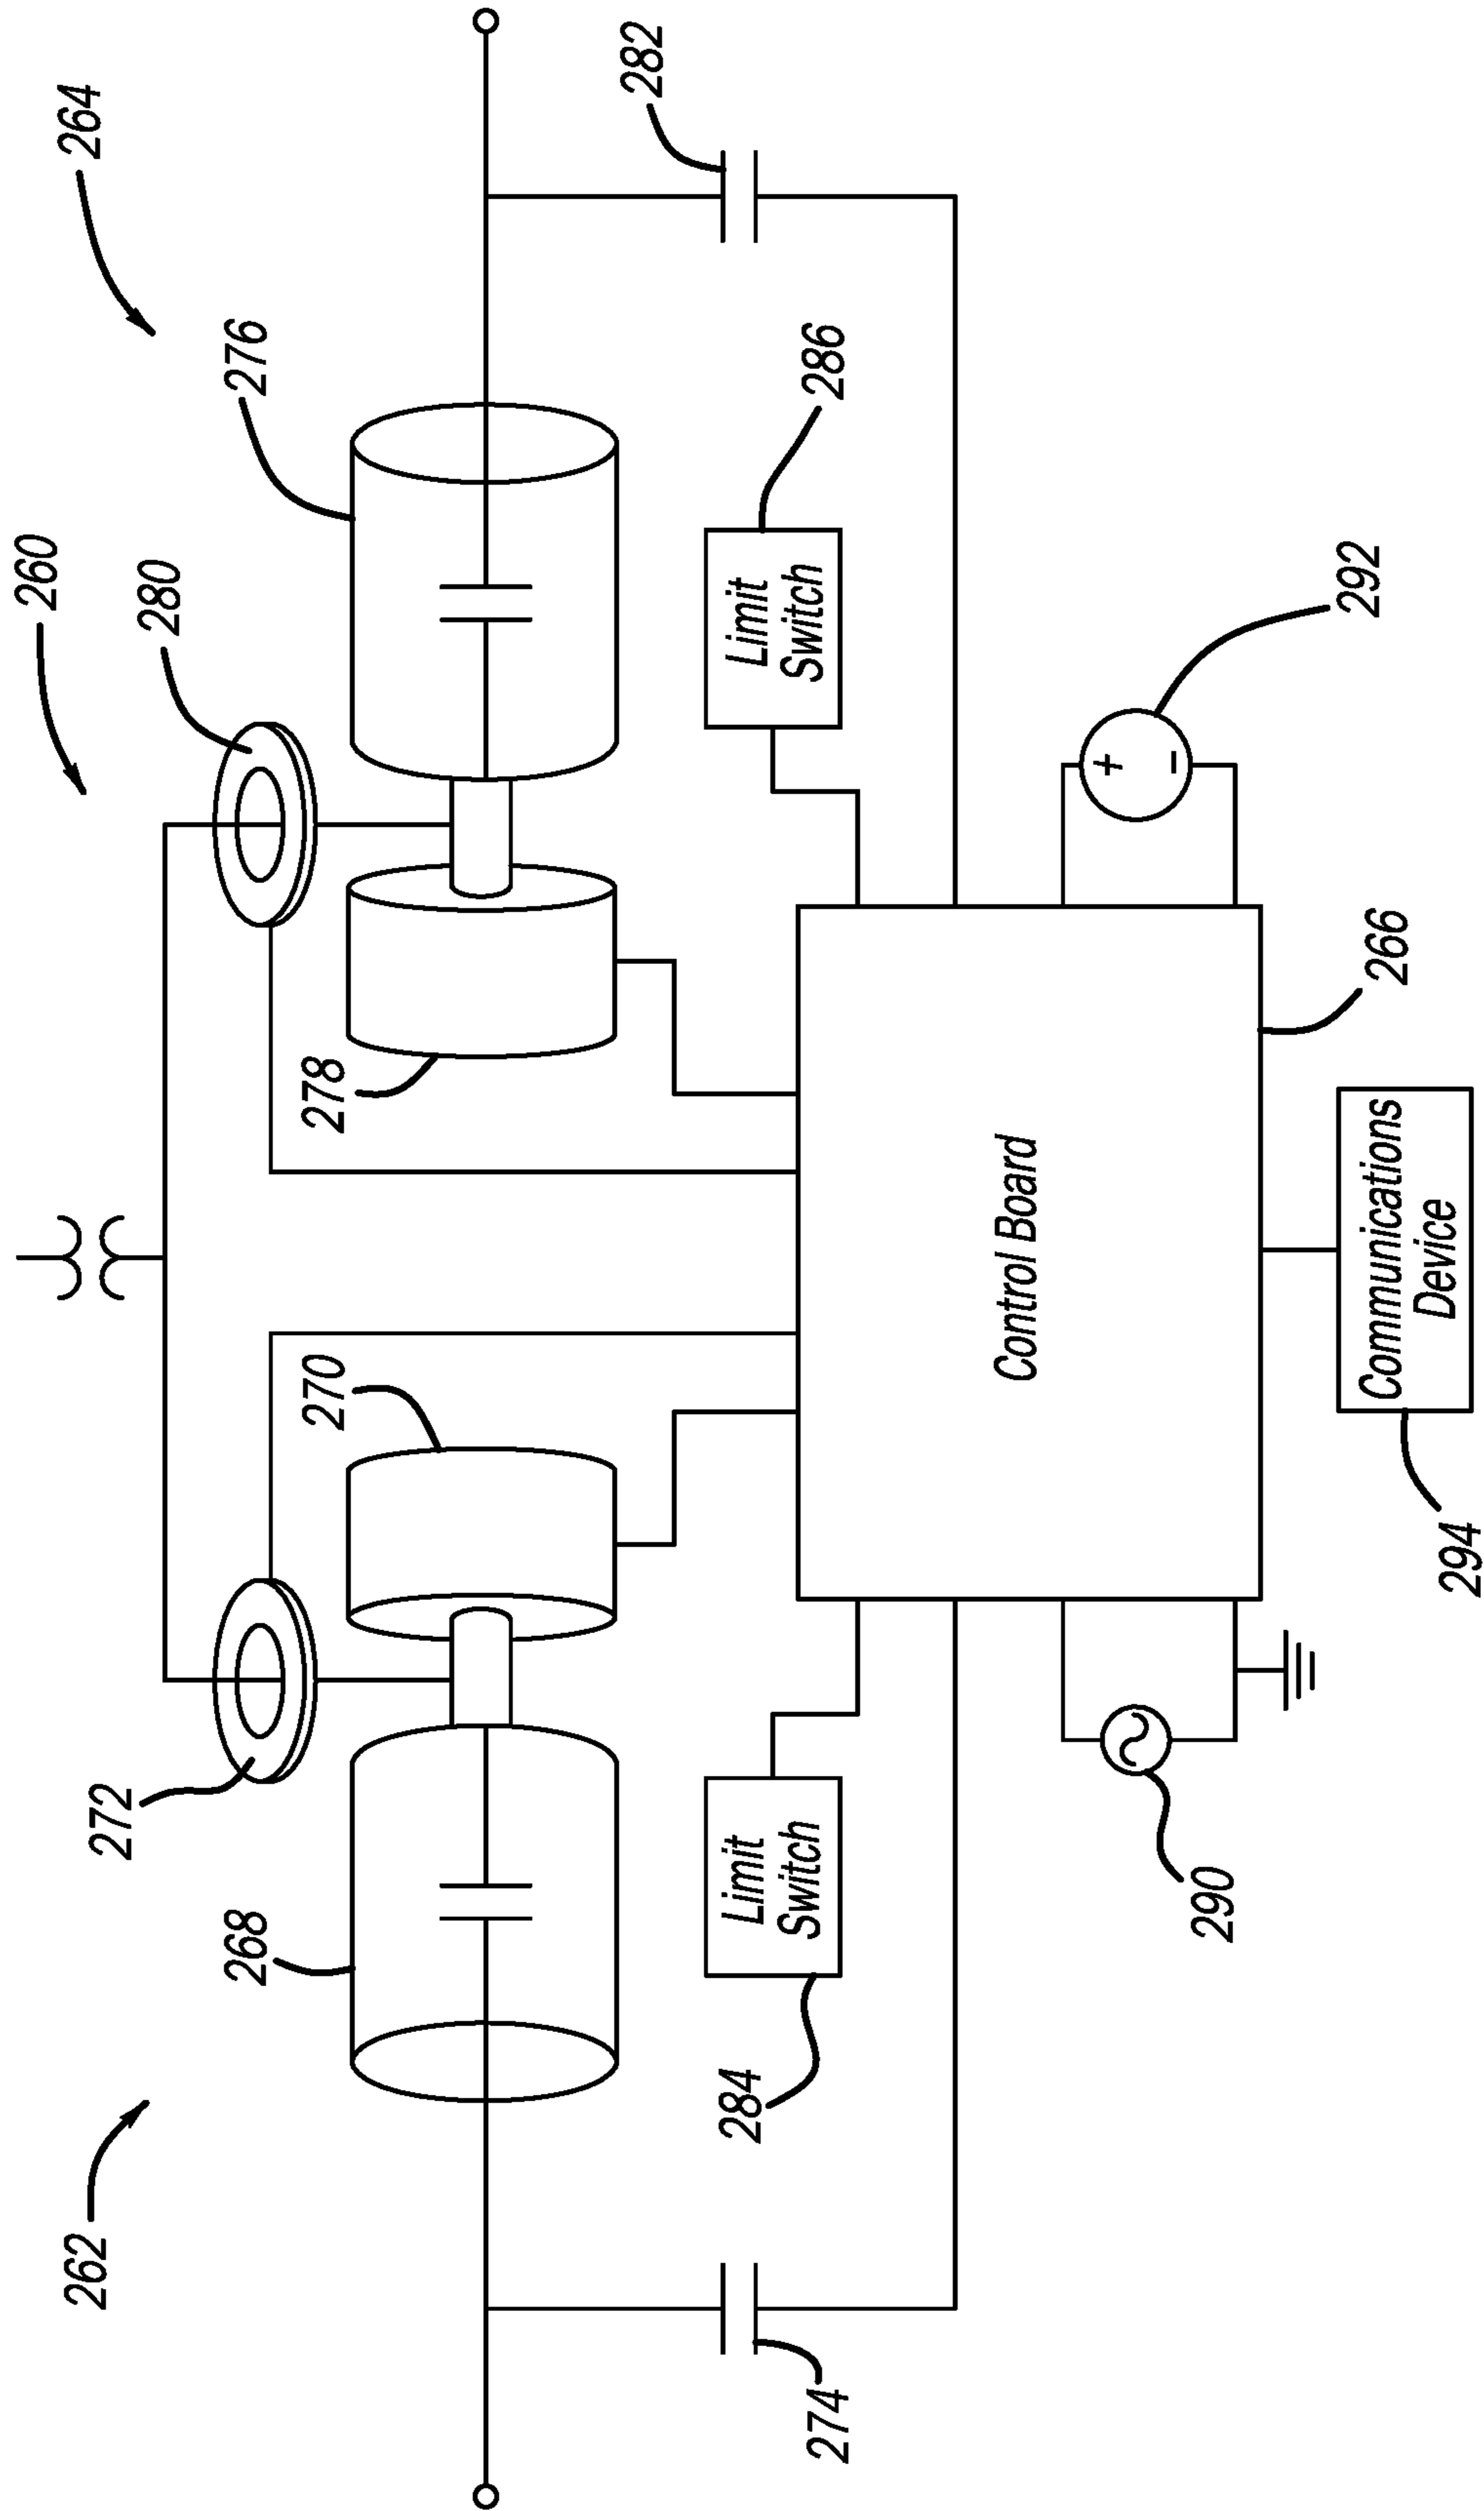 260
264
262
272
280
276
268
270
278
282
274
284
286
Limit
Switch
Limit
Switch
Control Board
+
-
290
292
266
Communications
Device
294